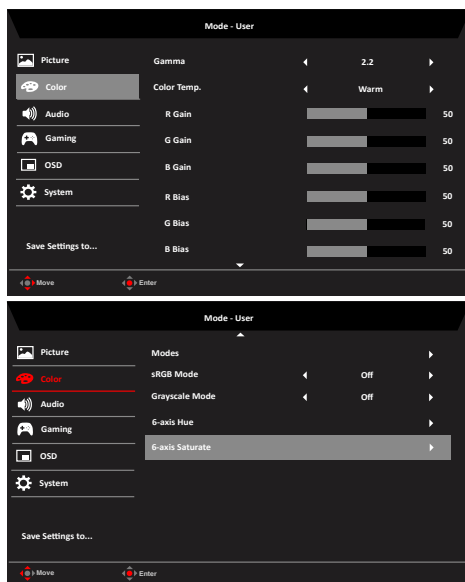 Mode - User
Picture
Gamma 2.2
Color
Color Temp. Warm
Audio
R Gain 50
Gaming
G Gain 50
OSD
B Gain 50
System
R Bias 50
G Bias 50
Save Settings to...
B Bias 50
Move Enter
Mode - User
Picture
Modes
Color
sRGB Mode Off
Audio
Grayscale Mode Off
Gaming
6-axis Hue
OSD
6-axis Saturate
System
Save Settings to...
Move Enter